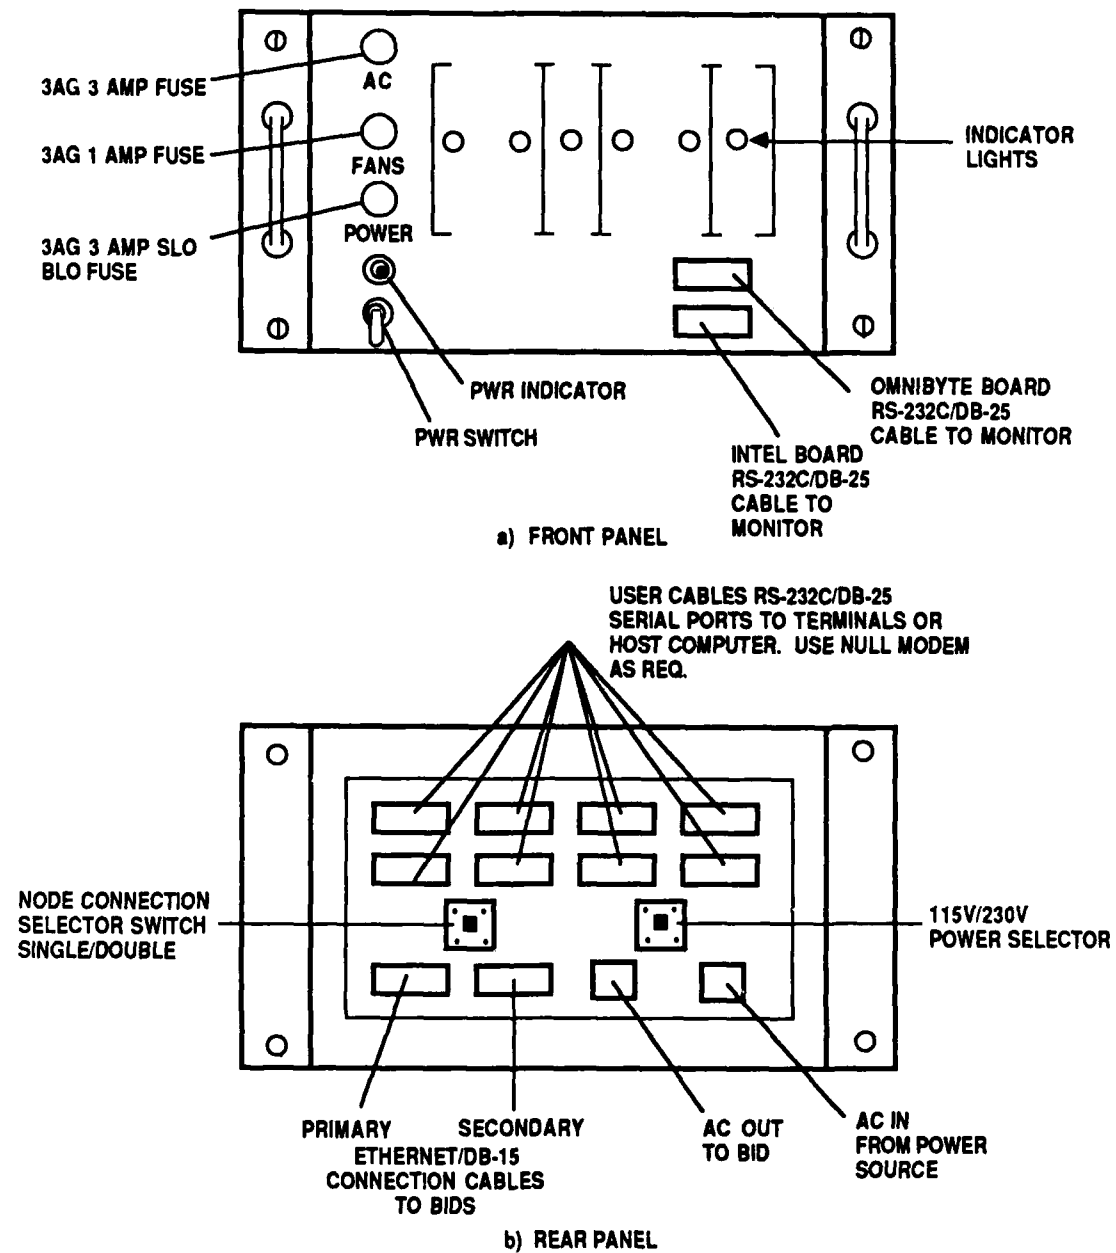 3AG 3 AMP FUSE
AC
3AG 1 AMP FUSE
FANS
INDICATOR
LIGHTS
3AG 3 AMP SLO
BLO FUSE
POWER
PWR INDICATOR
PWR SWITCH
OMNIBYTE BOARD
RS-232C/DB-25
CABLE TO MONITOR
INTEL BOARD
RS-232C/DB-25
CABLE TO
MONITOR
a) FRONT PANEL
USER CABLES RS-232C/DB-25
SERIAL PORTS TO TERMINALS OR
HOST COMPUTER. USE NULL MODEM
AS REQ.
NODE CONNECTION
SELECTOR SWITCH
SINGLE/DOUBLE
115V/230V
POWER SELECTOR
PRIMARY SECONDARY
ETHERNET/DB-15
CONNECTION CABLES
TO BIDS
AC OUT
TO BID
AC IN
FROM POWER
SOURCE
b) REAR PANEL